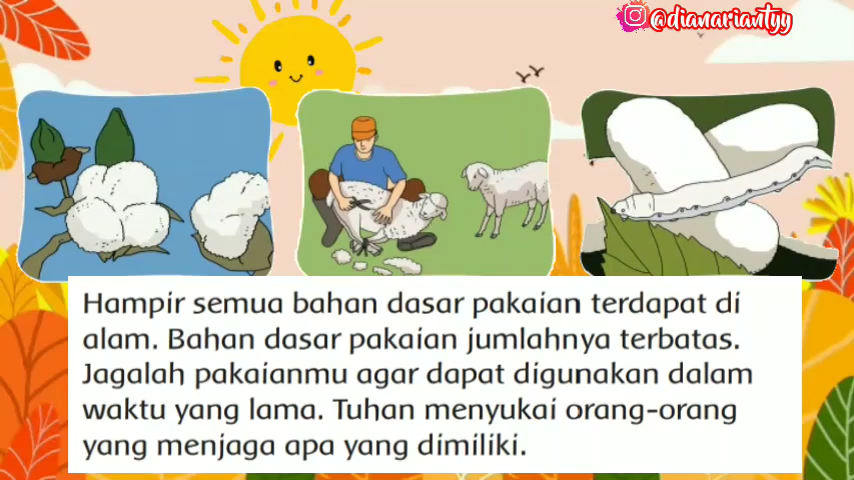 @dianariantyy
Hampir semua bahan dasar pakaian terdapat di
alam. Bahan dasar pakaian jumlahnya terbatas.
Jagalah pakaianmu agar dapat digunakan dalam
waktu yang lama. Tuhan menyukai orang-orang
yang menjaga apa yang dimiliki.